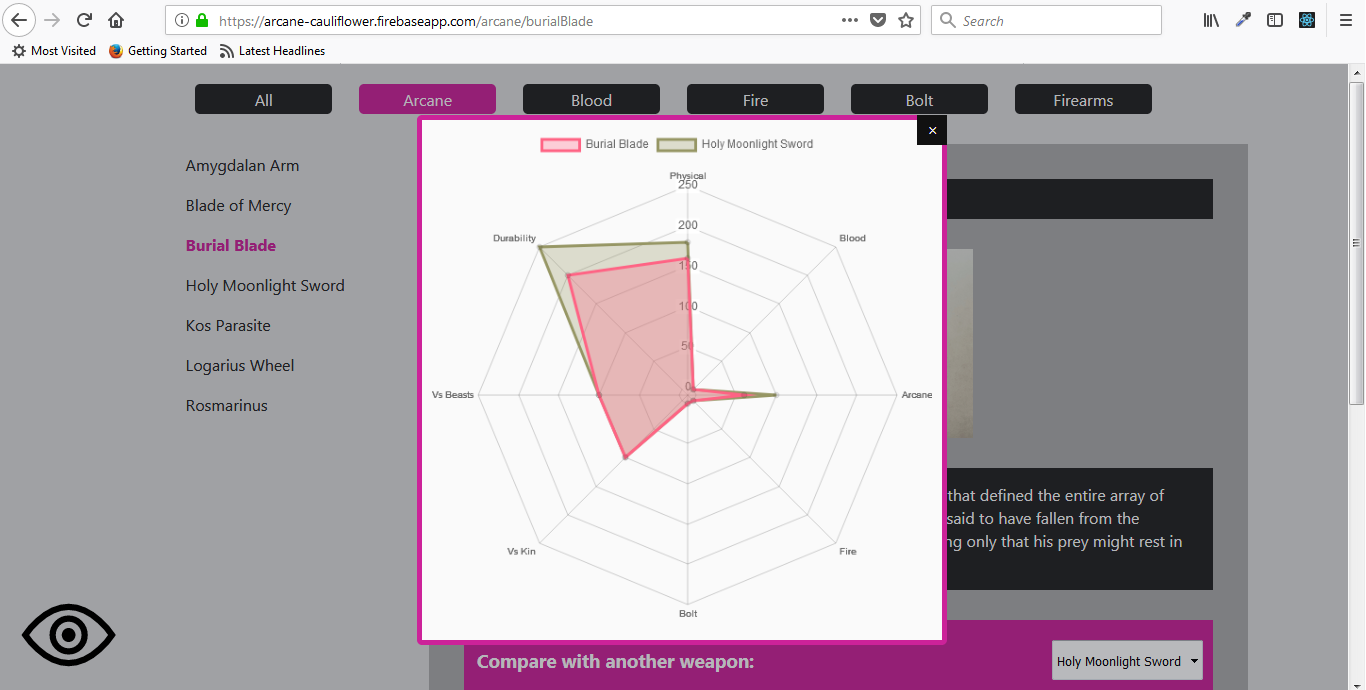 https://arcane-cauliflower.firebaseapp.com/arcane/burialBlade
Search
Most Visited
Getting Started
Latest Headlines
All
Arcane
Blood
Fire
Bolt
Firearms
×
Burial Blade
Holy Moonlight Sword
Amygdalan Arm
Blade of Mercy
Burial Blade
Holy Moonlight Sword
Kos Parasite
Logarius Wheel
Rosmarinus
Physical
250
200
150
100
50
0
Durability
Blood
Vs Beasts
Arcane
Vs Kin
Fire
Bolt
that defined the entire array of
said to have fallen from the
only that his prey might rest in
Compare with another weapon:
Holy Moonlight Sword